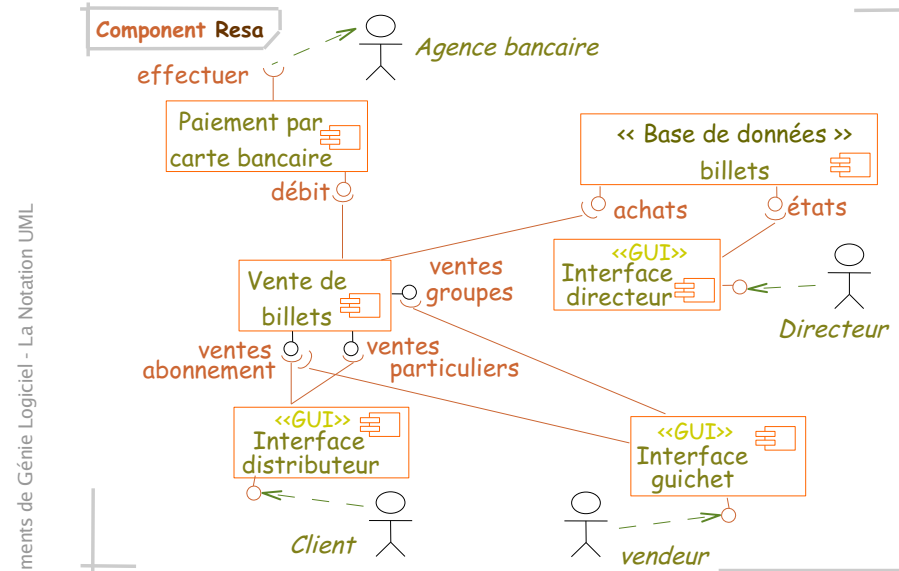 Component Resa
effectuer
Agence bancaire
Paiement par
carte bancaire
débit
<< Base de données >>
billets
achats
états
<<GUI>>
Interface
directeur
Directeur
Vente de
billets
ventes
groupes
ventes
abonnement
ventes
particuliers
<<GUI>>
Interface
distributeur
<<GUI>>
Interface
guichet
Client
vendeur
ments de Génie Logiciel - La Notation UML